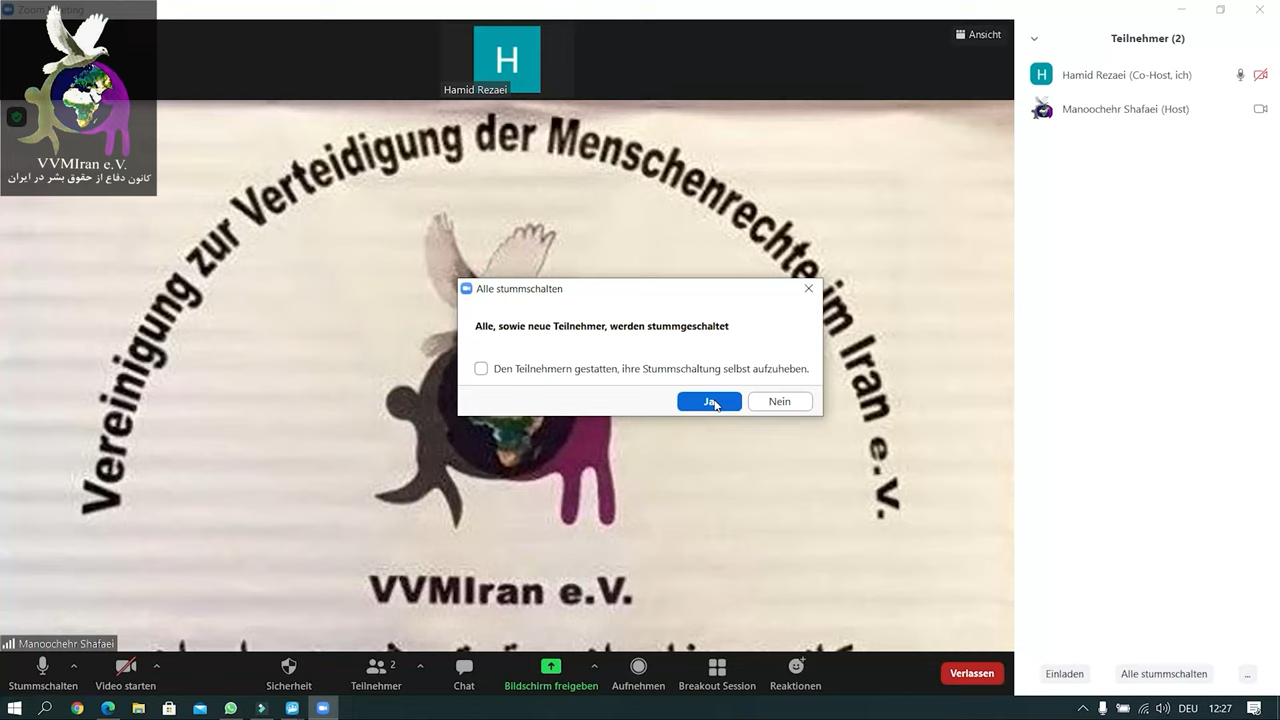 Zoom Meeting
VVMIran e.V.
کانون دفاع از حقوق بشر در ایران
H
Hamid Rezaei
Ansicht
Vereinigung zur Verteidigung der Menschenrechte im Iran e.V.
VVMIran e.V.
Alle stummschalten
Alle, sowie neue Teilnehmer, werden stummgeschaltet
Den Teilnehmern gestatten, ihre Stummschaltung selbst aufzuheben.
Ja
Nein
Manoochehr Shafaei
Teilnehmer (2)
H
Hamid Rezaei (Co-Host, ich)
Manoochehr Shafaei (Host)
Einladen
Alle stummschalten
...
Stummschalten
Video starten
Sicherheit
2
Teilnehmer
Chat
Bildschirm freigeben
Aufnehmen
Breakout Session
Reaktionen
Verlassen
DEU
12:27